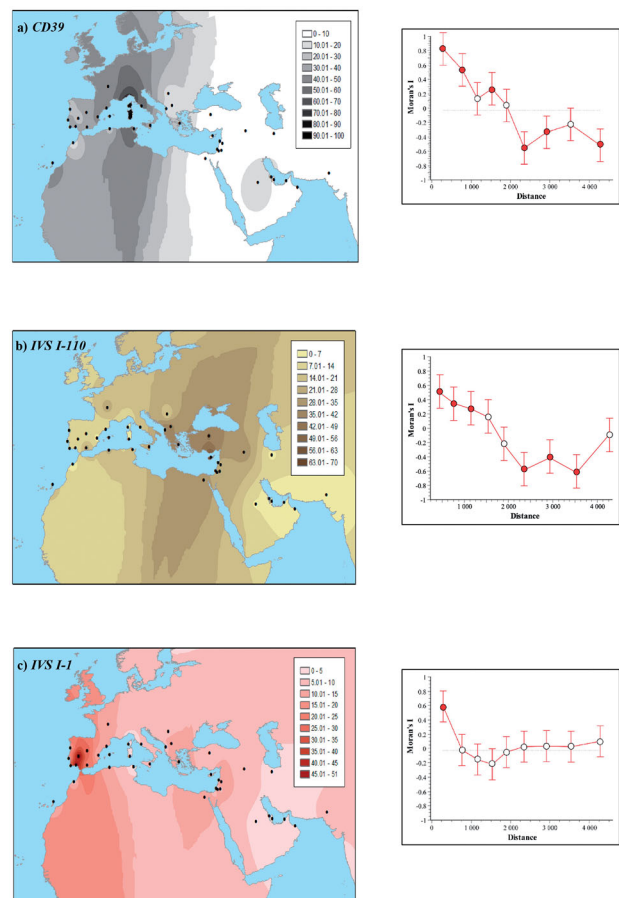 a) CD39
0 - 10
10.01 - 20
20.01 - 30
30.01 - 40
40.01 - 50
50.01 - 60
60.01 - 70
70.01 - 80
80.01 - 90
90.01 - 100
Moran's I
1
0.8
0.6
0.4
0.2
0
-0.2
-0.4
-0.6
-0.8
-1
0 1 000 2 000 3 000 4 000
Distance
b) IVS I-110
0 - 7
7.01 - 14
14.01 - 21
21.01 - 28
28.01 - 35
35.01 - 42
42.01 - 49
49.01 - 56
56.01 - 63
63.01 - 70
Moran's I
1
0.8
0.6
0.4
0.2
0
-0.2
-0.4
-0.6
-0.8
-1
0 1 000 2 000 3 000 4 000
Distance
c) IVS I-1
0 - 5
5.01 - 10
10.01 - 15
15.01 - 20
20.01 - 25
25.01 - 30
30.01 - 35
35.01 - 40
40.01 - 45
45.01 - 51
Moran's I
1
0.8
0.6
0.4
0.2
0
-0.2
-0.4
-0.6
-0.8
-1
0 1 000 2 000 3 000 4 000
Distance